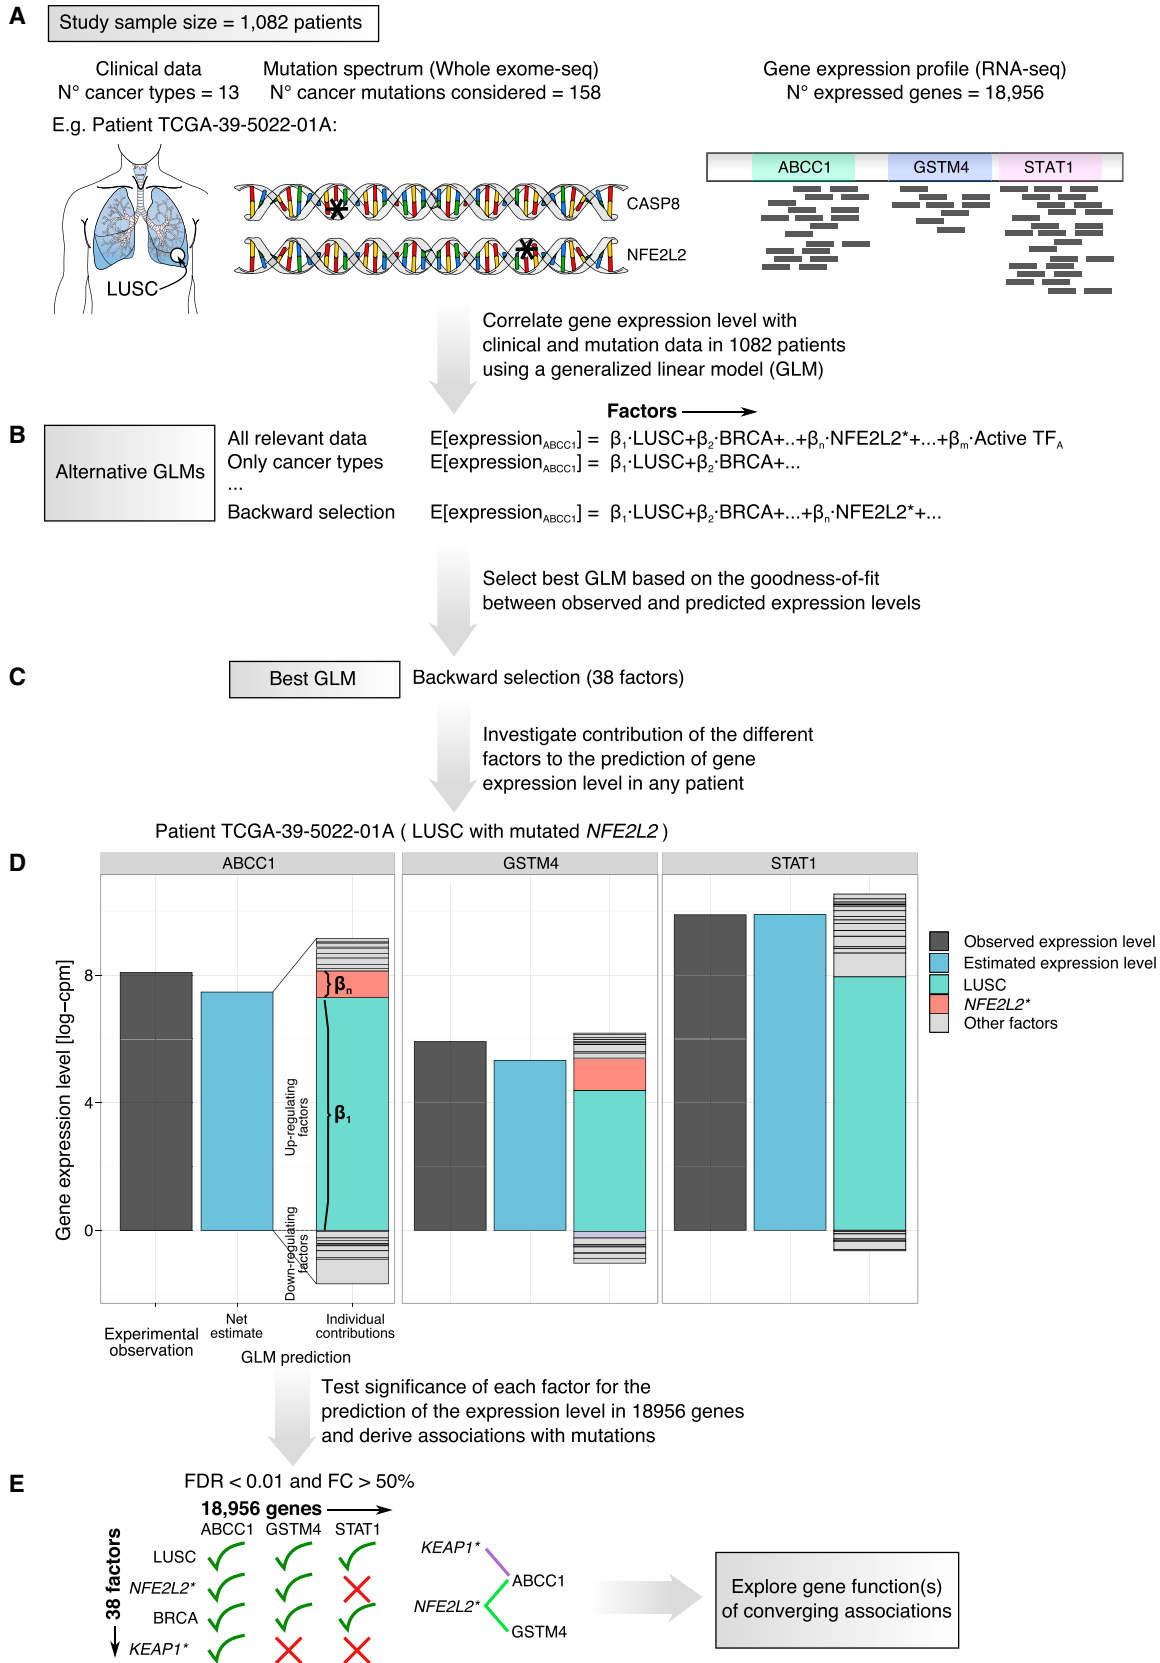 A
Study sample size = 1,082 patients
Clinical data
N° cancer types = 13
Mutation spectrum (Whole exome-seq)
N° cancer mutations considered = 158
Gene expression profile (RNA-seq)
N° expressed genes = 18,956
E.g. Patient TCGA-39-5022-01A:
LUSC
CASP8
NFE2L2
ABCC1 GSTM4 STAT1
Correlate gene expression level with
clinical and mutation data in 1082 patients
using a generalized linear model (GLM)
Factors
B
Alternative GLMs
All relevant data E[expression_ABCC1] = β₁·LUSC+β₂·BRCA+..+βₙ·NFE2L2*+...+βₘ·Active TF_A
Only cancer types E[expression_ABCC1] = β₁·LUSC+β₂·BRCA+...
...
Backward selection E[expression_ABCC1] = β₁·LUSC+β₂·BRCA+...+βₙ·NFE2L2*+...
Select best GLM based on the goodness-of-fit
between observed and predicted expression levels
C
Best GLM
Backward selection (38 factors)
Investigate contribution of the different
factors to the prediction of gene
expression level in any patient
Patient TCGA-39-5022-01A ( LUSC with mutated NFE2L2 )
D
ABCC1 GSTM4 STAT1
Gene expression level [log–cpm]
8
4
0
βₙ
β₁
Up-regulating
factors
Down-regulating
factors
Observed expression level
Estimated expression level
LUSC
NFE2L2*
Other factors
Experimental
observation
Net
estimate
Individual
contributions
GLM prediction
Test significance of each factor for the
prediction of the expression level in 18956 genes
and derive associations with mutations
E
FDR < 0.01 and FC > 50%
18,956 genes
ABCC1 GSTM4 STAT1
38 factors
LUSC
NFE2L2*
BRCA
KEAP1*
KEAP1*
ABCC1
NFE2L2*
GSTM4
Explore gene function(s)
of converging associations